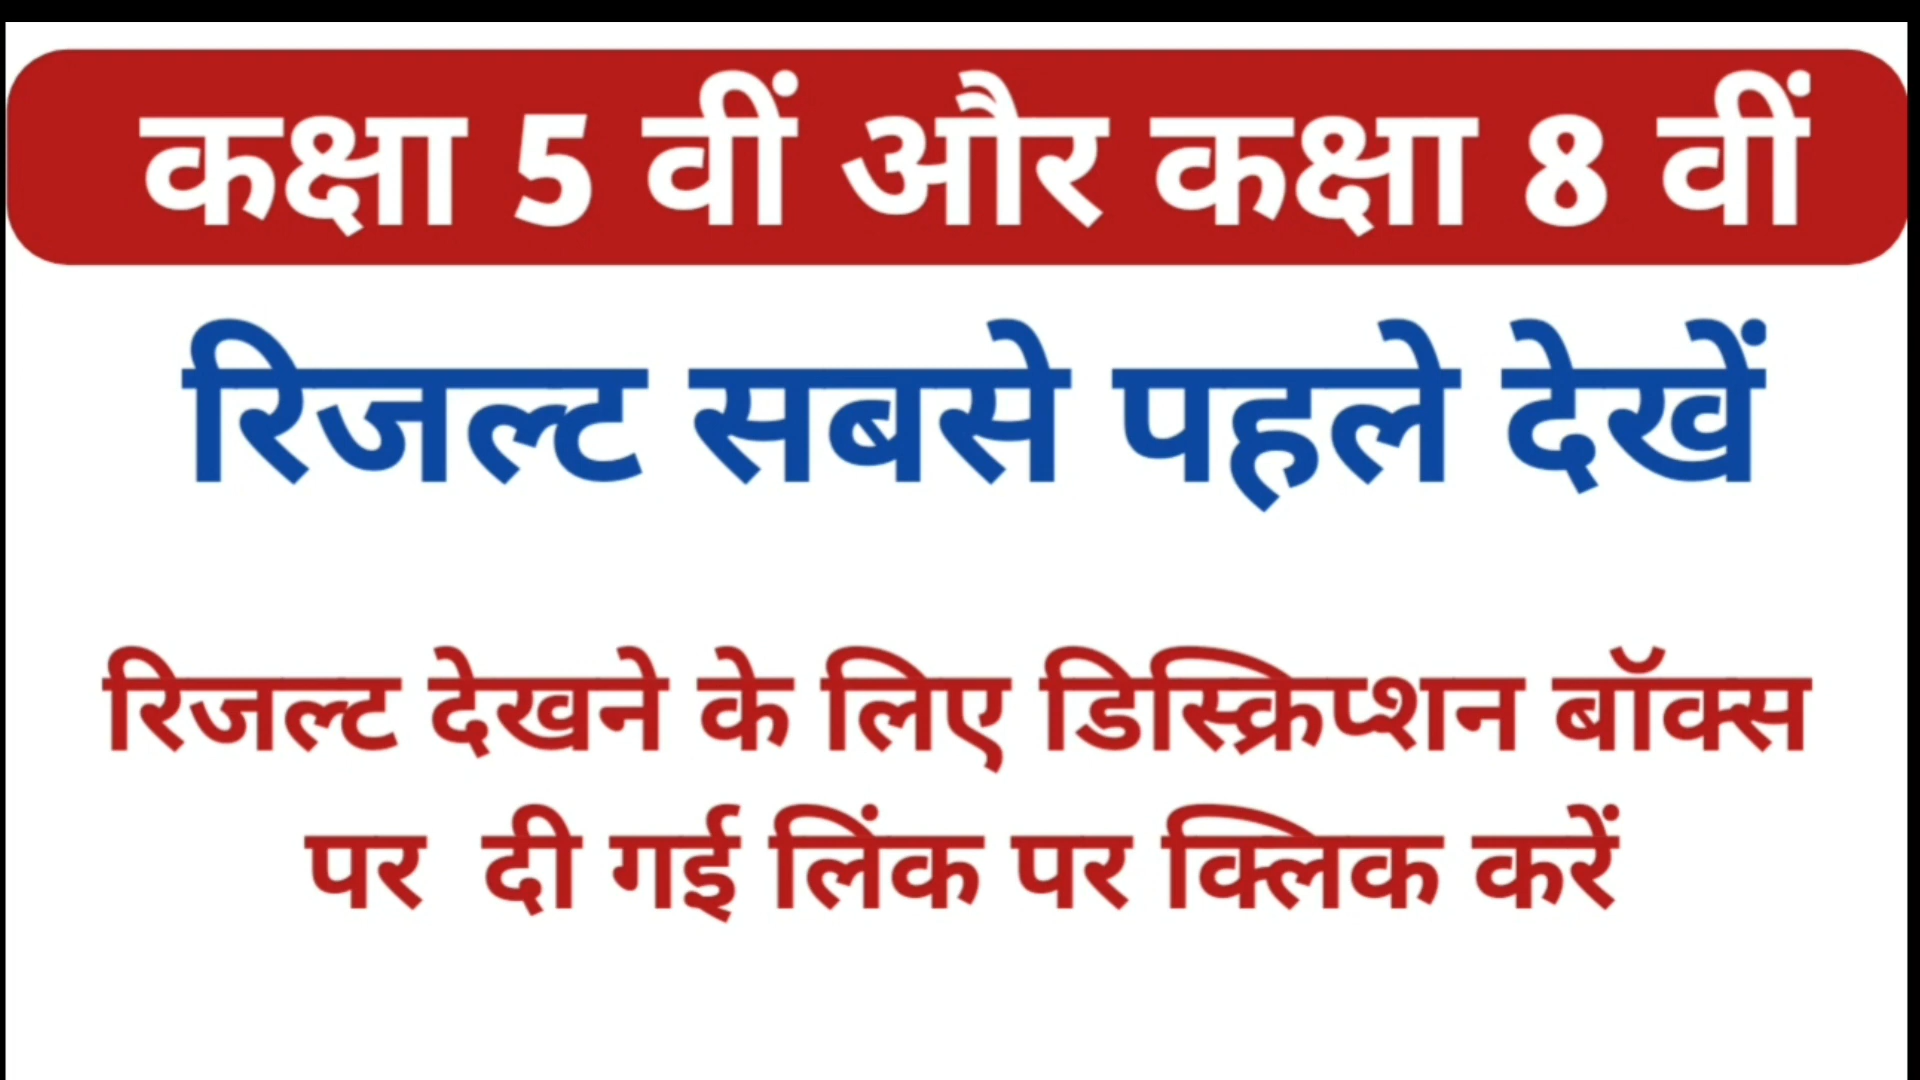 कक्षा 5 वीं और कक्षा 8 वीं
रिजल्ट सबसे पहले देखें
रिजल्ट देखने के लिए डिस्क्रिप्शन बॉक्स
पर दी गई लिंक पर क्लिक करें